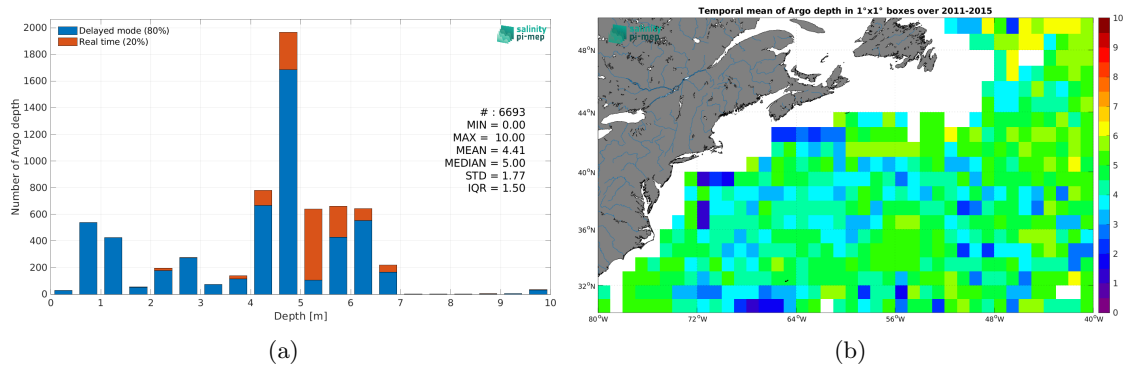 Delayed mode (80%)
Real time (20%)
salinity
pi-mep
# : 6693
MIN = 0.00
MAX = 10.00
MEAN = 4.41
MEDIAN = 5.00
STD = 1.77
IQR = 1.50
Number of Argo depth
2000
1800
1600
1400
1200
1000
800
600
400
200
0
0 1 2 3 4 5 6 7 8 9 10
Depth [m]
(a)
Temporal mean of Argo depth in 1°x1° boxes over 2011-2015
salinity
pi-mep
48°N
44°N
40°N
36°N
32°N
80°W 72°W 64°W 56°W 48°W 40°W
10
9
8
7
6
5
4
3
2
1
0
(b)